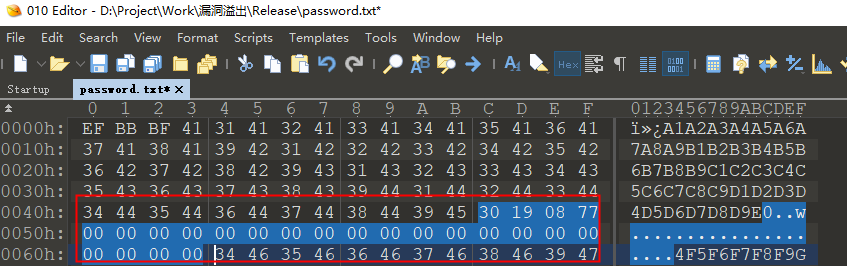 010 Editor - D:\Project\Work\漏洞溢出\Release\password.txt*
File Edit Search View Format Scripts Templates Tools Window Help
Hex
Startup password.txt*
0 1 2 3 4 5 6 7 8 9 A B C D E F 0123456789ABCDEF
0000h: EF BB BF 41 31 41 32 41 33 41 34 41 35 41 36 41 ï»¿A1A2A3A4A5A6A
0010h: 37 41 38 41 39 42 31 42 32 42 33 42 34 42 35 42 7A8A9B1B2B3B4B5B
0020h: 36 42 37 42 38 42 39 43 31 43 32 43 33 43 34 43 6B7B8B9C1C2C3C4C
0030h: 35 43 36 43 37 43 38 43 39 44 31 44 32 44 33 44 5C6C7C8C9D1D2D3D
0040h: 34 44 35 44 36 44 37 44 38 44 39 45 30 19 08 77 4D5D6D7D8D9E0..w
0050h: 00 00 00 00 00 00 00 00 00 00 00 00 00 00 00 00 ................
0060h: 00 00 00 00 34 46 35 46 36 46 37 46 38 46 39 47 ....4F5F6F7F8F9G